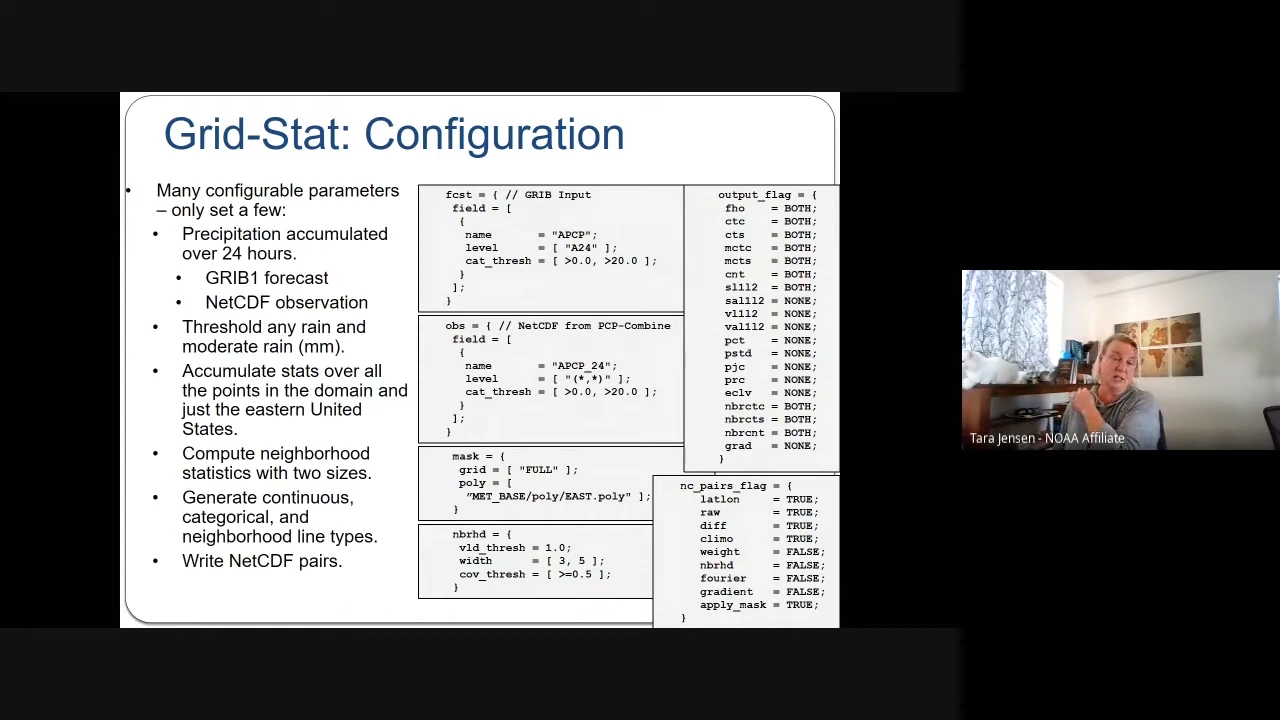 Grid-Stat: Configuration
• Many configurable parameters
– only set a few:
• Precipitation accumulated
over 24 hours.
• GRIB1 forecast
• NetCDF observation
• Threshold any rain and
moderate rain (mm).
• Accumulate stats over all
the points in the domain and
just the eastern United
States.
• Compute neighborhood
statistics with two sizes.
• Generate continuous,
categorical, and
neighborhood line types.
• Write NetCDF pairs.
fcst = { // GRIB Input
field = [
{
name = "APCP";
level = [ "A24" ];
cat_thresh = [ >0.0, >20.0 ];
}
];
}
obs = { // NetCDF from PCP-Combine
field = [
{
name = "APCP_24";
level = [ "(*,*)" ];
cat_thresh = [ >0.0, >20.0 ];
}
];
}
mask = {
grid = [ "FULL" ];
poly = [
"MET_BASE/poly/EAST.poly" ];
}
nbrhd = {
vld_thresh = 1.0;
width = [ 3, 5 ];
cov_thresh = [ >=0.5 ];
}
output_flag = {
fho = BOTH;
ctc = BOTH;
cts = BOTH;
mctc = BOTH;
mcts = BOTH;
cnt = BOTH;
sl1l2 = BOTH;
sal1l2 = NONE;
vl1l2 = NONE;
val1l2 = NONE;
pct = NONE;
pstd = NONE;
pjc = NONE;
prc = NONE;
eclv = NONE;
nbrctc = BOTH;
nbrcts = BOTH;
nbrcnt = BOTH;
grad = NONE;
}
nc_pairs_flag = {
latlon = TRUE;
raw = TRUE;
diff = TRUE;
climo = TRUE;
weight = FALSE;
nbrhd = FALSE;
fourier = FALSE;
gradient = FALSE;
apply_mask = TRUE;
}
Tara Jensen - NOAA Affiliate